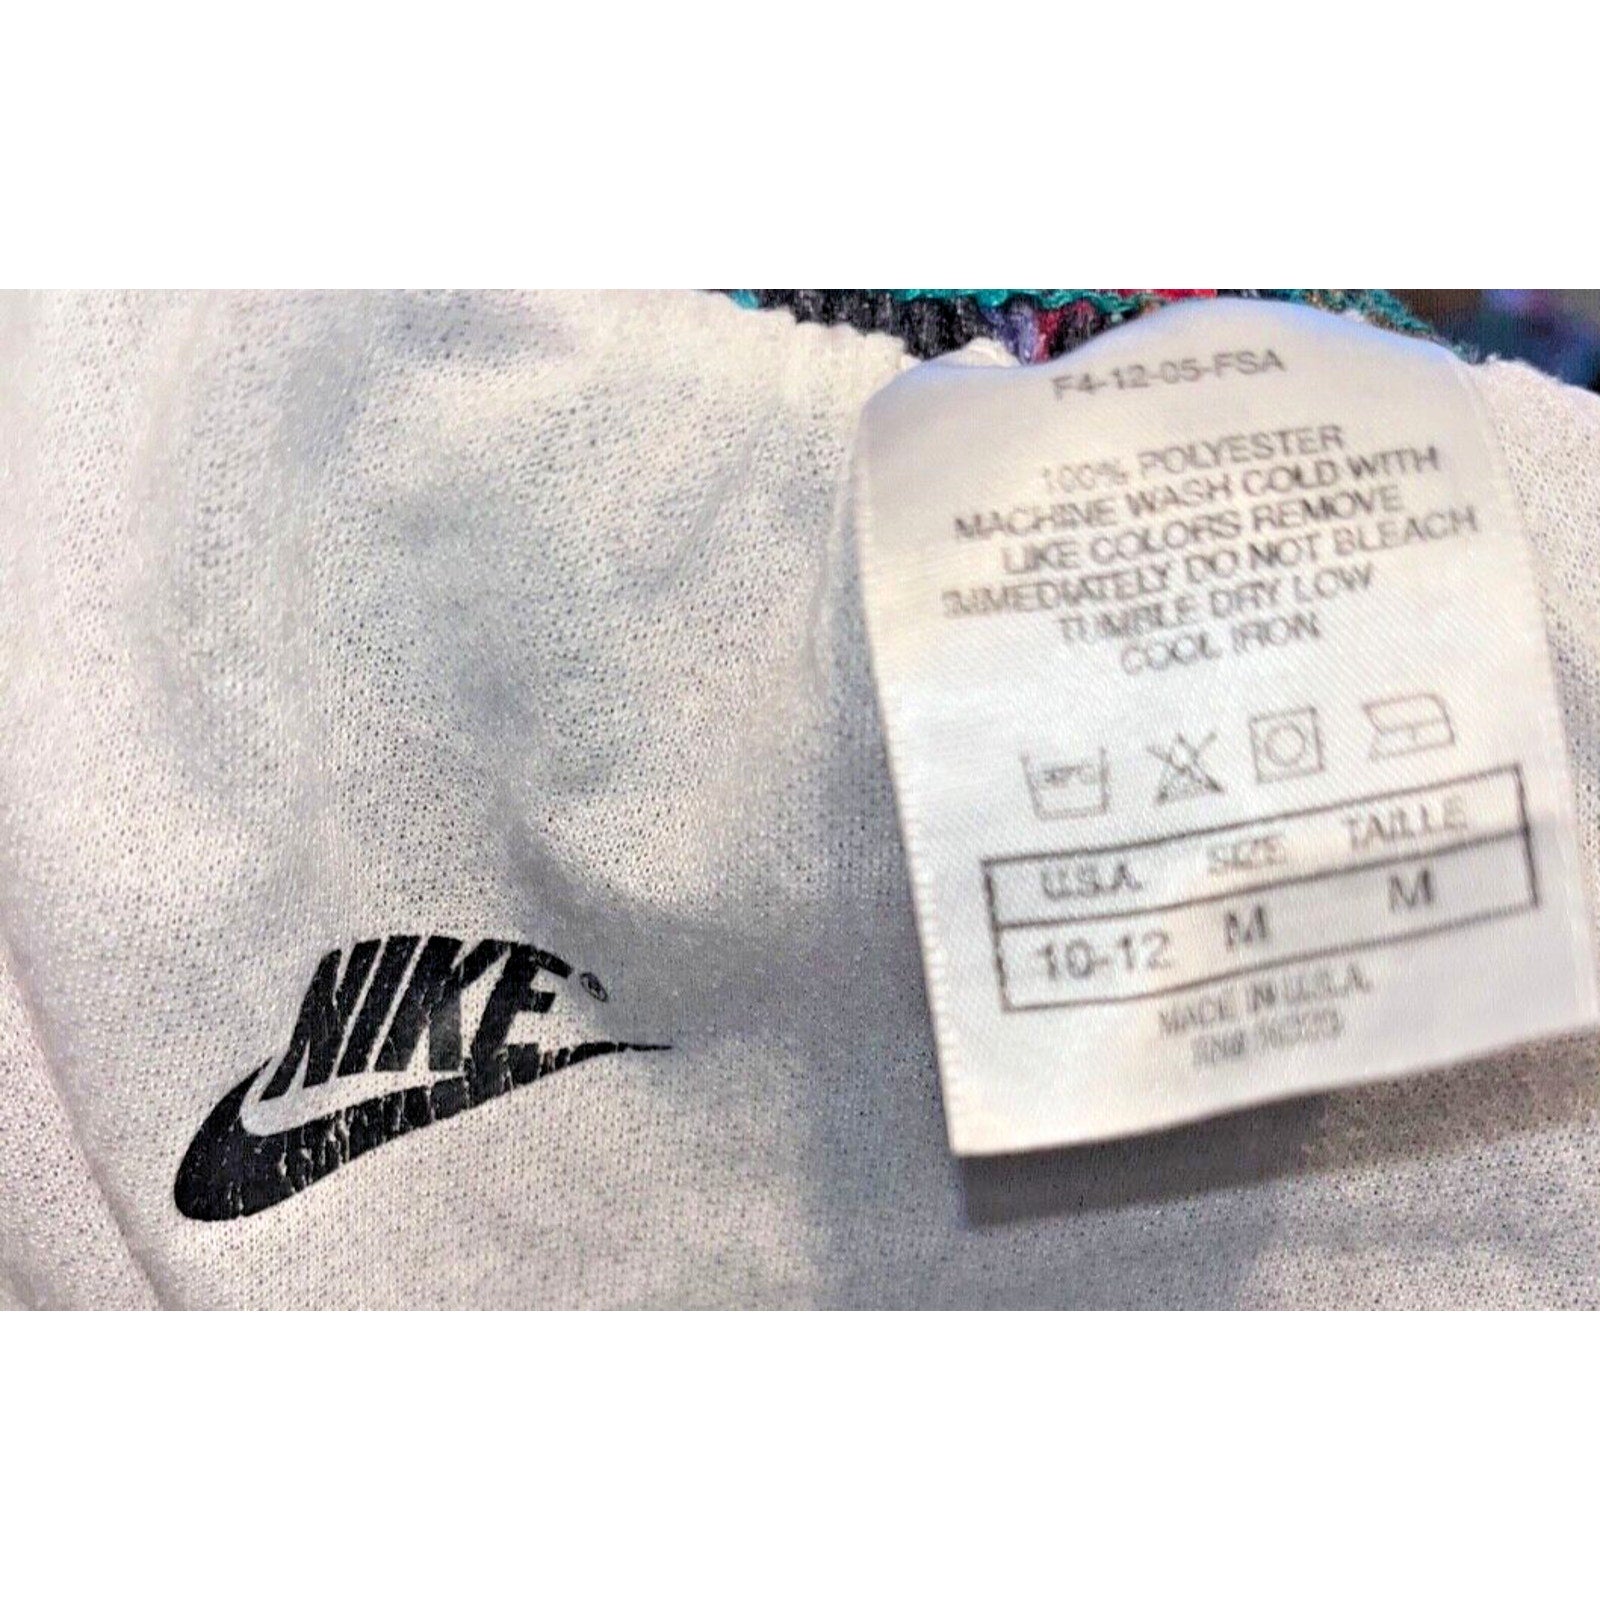 NIKE®
F4-12-05-FSA
100% POLYESTER
MACHINE WASH COLD WITH
LIKE COLORS REMOVE
IMMEDIATELY DO NOT BLEACH
TUMBLE DRY LOW
COOL IRON
U.S.A. SIZE TAILLE
10-12 M M
MADE IN U.S.A.